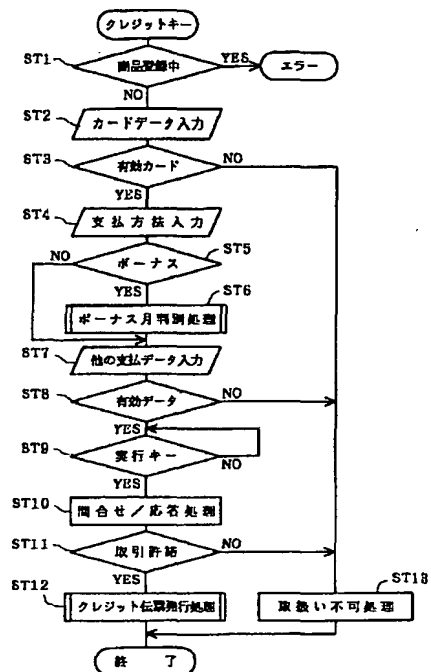 クレジットキー
ST1
商品登録中
YES
エラー
NO
ST2
カードデータ入力
ST3
有効カード
NO
YES
ST4
支払方法入力
NO
ボーナス
ST5
YES
ST6
ボーナス月判別処理
ST7
他の支払データ入力
ST8
有効データ
NO
YES
ST9
実行キー
NO
YES
ST10
問合せ/応答処理
ST11
取引許諾
NO
YES
ST12
クレジット伝票発行処理
ST13
取扱い不可処理
終了